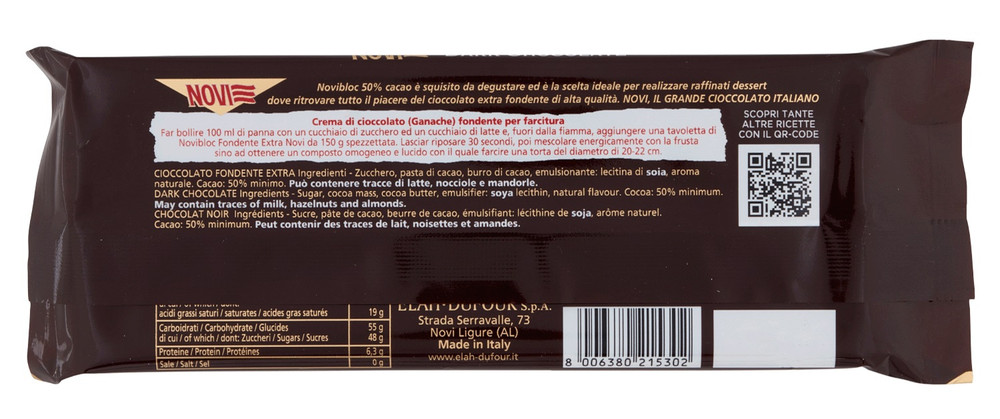 NOVI
Novibloc 50% cacao è squisito da degustare ed è la scelta ideale per realizzare raffinati dessert
dove ritrovare tutto il piacere del cioccolato extra fondente di alta qualità. NOVI, IL GRANDE CIOCCOLATO ITALIANO
Crema di cioccolato (Ganache) fondente per farcitura
Far bollire 100 ml di panna con un cucchiaio di zucchero ed un cucchiaio di latte e, fuori dalla fiamma, aggiungere una tavoletta di
Novibloc Fondente Extra Novi da 150 g spezzettata. Lasciar riposare 30 secondi, poi mescolare energicamente con la frusta
sino ad ottenere un composto omogeneo e lucido con il quale farcire una torta del diametro di 20-22 cm.
SCOPRI TANTE
ALTRE RICETTE
CON IL QR-CODE
CIOCCOLATO FONDENTE EXTRA Ingredienti - Zucchero, pasta di cacao, burro di cacao, emulsionante: lecitina di soia, aroma
naturale. Cacao: 50% minimo. Può contenere tracce di latte, nocciole e mandorle.
DARK CHOCOLATE Ingredients - Sugar, cocoa mass, cocoa butter, emulsifier: soya lecithin, natural flavour. Cocoa: 50% minimum.
May contain traces of milk, hazelnuts and almonds.
CHOCOLAT NOIR Ingrédients - Sucre, pâte de cacao, beurre de cacao, émulsifiant: lécithine de soja, arôme naturel.
Cacao: 50% minimum. Peut contenir des traces de lait, noisettes et amandes.
acidi grassi saturi / saturates / acides gras saturés 19 g
Carboidrati / Carbohydrate / Glucides 55 g
di cui / of which / dont: Zuccheri / Sugars / Sucres 48 g
Proteine / Protein / Protéines 6,3 g
Sale / Salt / Sel 0 g
ELAH-DUFOUR S.p.A.
Strada Serravalle, 73
Novi Ligure (AL)
Made in Italy
www.elah-dufour.it
8 006380 215302